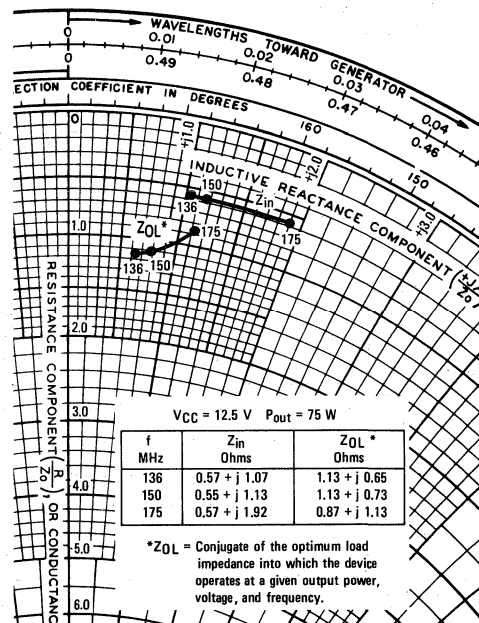 WAVELENGTHS TOWARD GENERATOR
0 0.01 0.02 0.03 0.04
0 0.49 0.48 0.47 0.46
ECTION COEFFICIENT IN DEGREES
160 150
0
+j1.0
+j2.0
+j3.0
INDUCTIVE REACTANCE COMPONENT
136 150 Zin 175
ZOL*
136 150 175
1.0
2.0
3.0
4.0
5.0
6.0
RESISTANCE COMPONENT (R/Zo), OR CONDUCTANC
VCC = 12.5 V Pout = 75 W
f Zin ZOL *
MHz Ohms Ohms
136 0.57 + j 1.07 1.13 + j 0.65
150 0.55 + j 1.13 1.13 + j 0.73
175 0.57 + j 1.92 0.87 + j 1.13
*ZOL = Conjugate of the optimum load
impedance into which the device
operates at a given output power,
voltage, and frequency.